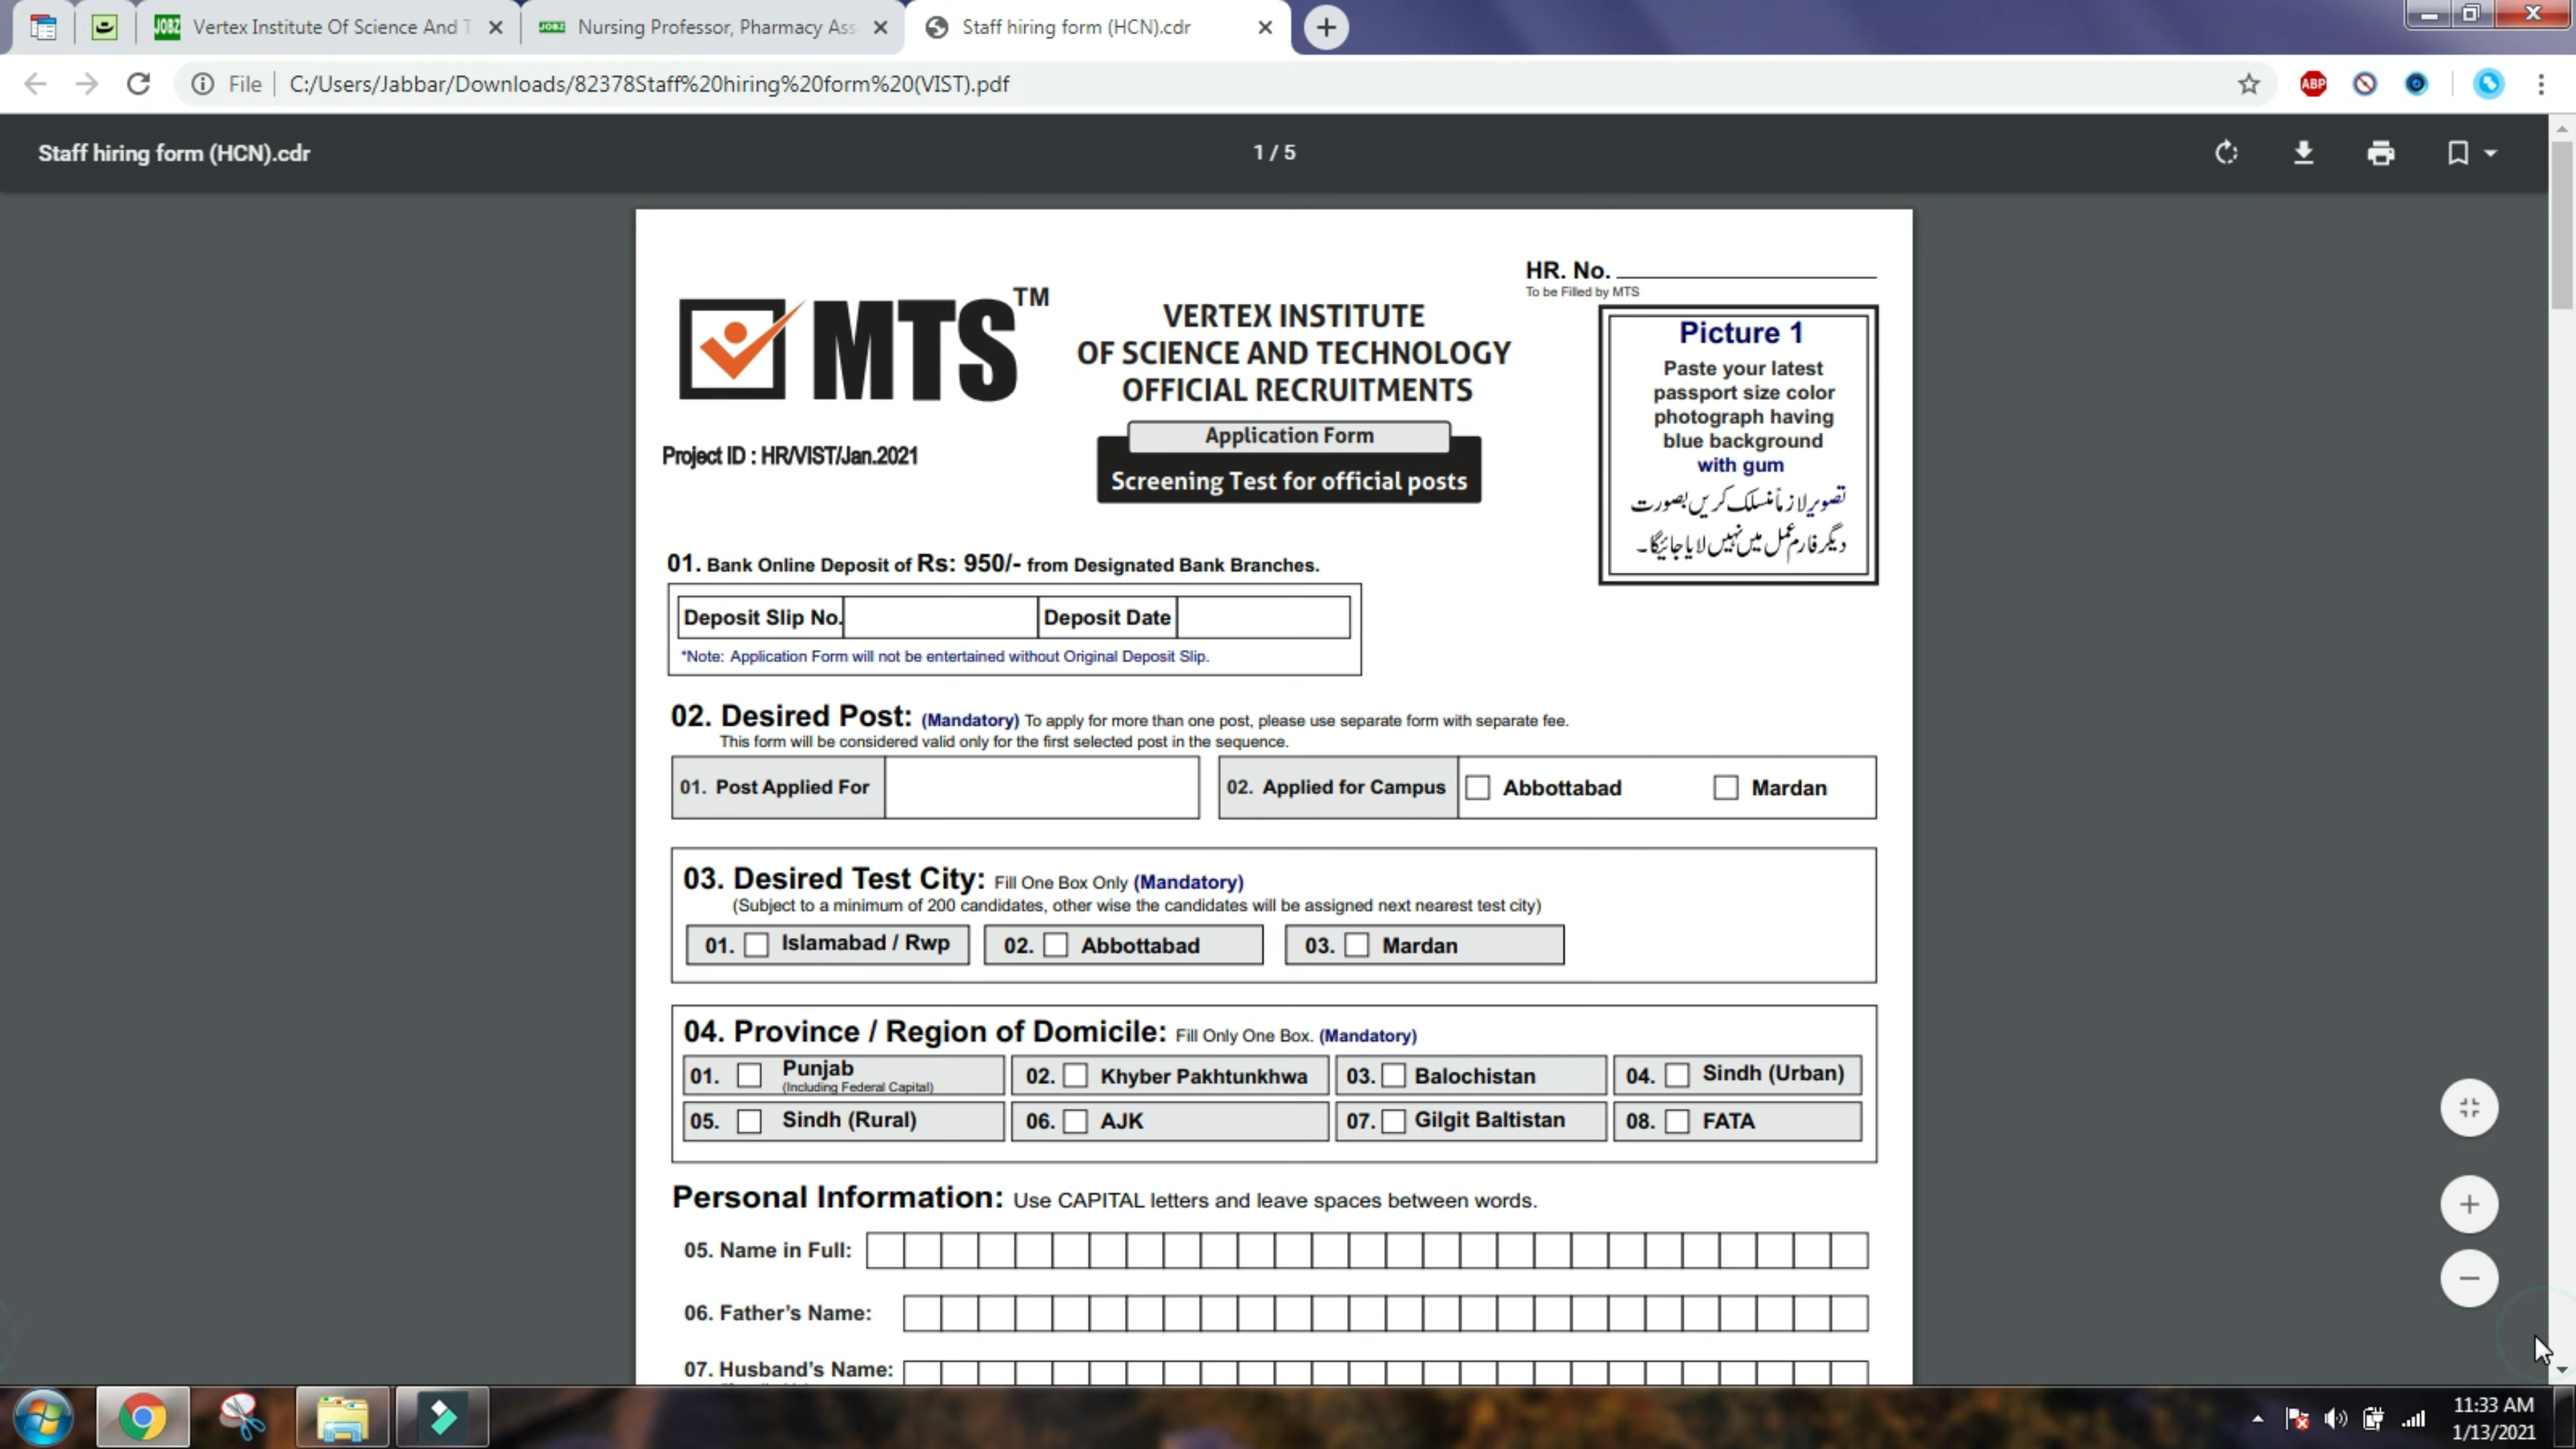 Vertex Institute Of Science And T
Nursing Professor, Pharmacy Ass
Staff hiring form (HCN).cdr
File
C:/Users/Jabbar/Downloads/82378Staff%20hiring%20form%20(VIST).pdf
ABP
Staff hiring form (HCN).cdr
1 / 5
HR. No.
To be Filled by MTS
MTS
TM
VERTEX INSTITUTE
OF SCIENCE AND TECHNOLOGY
OFFICIAL RECRUITMENTS
Application Form
Screening Test for official posts
Project ID : HR/VIST/Jan.2021
Picture 1
Paste your latest
passport size color
photograph having
blue background
with gum
تصویر لازماً منسلک کریں بصورت
دیگر فارم عمل میں نہیں لایا جائیگا۔
01. Bank Online Deposit of Rs: 950/- from Designated Bank Branches.
Deposit Slip No.
Deposit Date
*Note: Application Form will not be entertained without Original Deposit Slip.
02. Desired Post: (Mandatory) To apply for more than one post, please use separate form with separate fee.
This form will be considered valid only for the first selected post in the sequence.
01. Post Applied For
02. Applied for Campus
Abbottabad
Mardan
03. Desired Test City: Fill One Box Only (Mandatory)
(Subject to a minimum of 200 candidates, other wise the candidates will be assigned next nearest test city)
01. Islamabad / Rwp
02. Abbottabad
03. Mardan
04. Province / Region of Domicile: Fill Only One Box. (Mandatory)
01. Punjab
(Including Federal Capital)
02. Khyber Pakhtunkhwa
03. Balochistan
04. Sindh (Urban)
05. Sindh (Rural)
06. AJK
07. Gilgit Baltistan
08. FATA
Personal Information: Use CAPITAL letters and leave spaces between words.
05. Name in Full:
06. Father's Name:
07. Husband's Name:
11:33 AM
1/13/2021